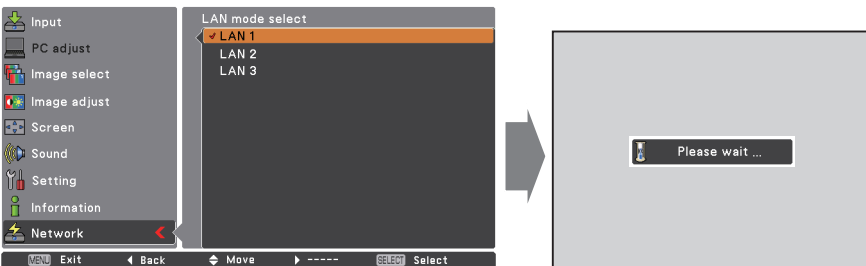 Input
PC adjust
Image select
Image adjust
Screen
Sound
Setting
Information
Network
LAN mode select
LAN 1
LAN 2
LAN 3
MENU Exit Back Move ----- SELECT Select
Please wait ...